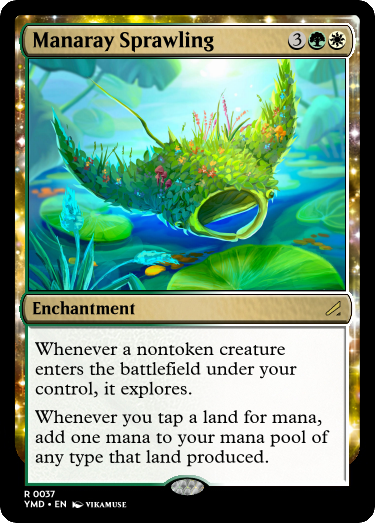 Manaray Sprawling 3
Enchantment
Whenever a nontoken creature
enters the battlefield under your
control, it explores.
Whenever you tap a land for mana,
add one mana to your mana pool of
any type that land produced.
R 0037
YMD • EN VIKAMUSE